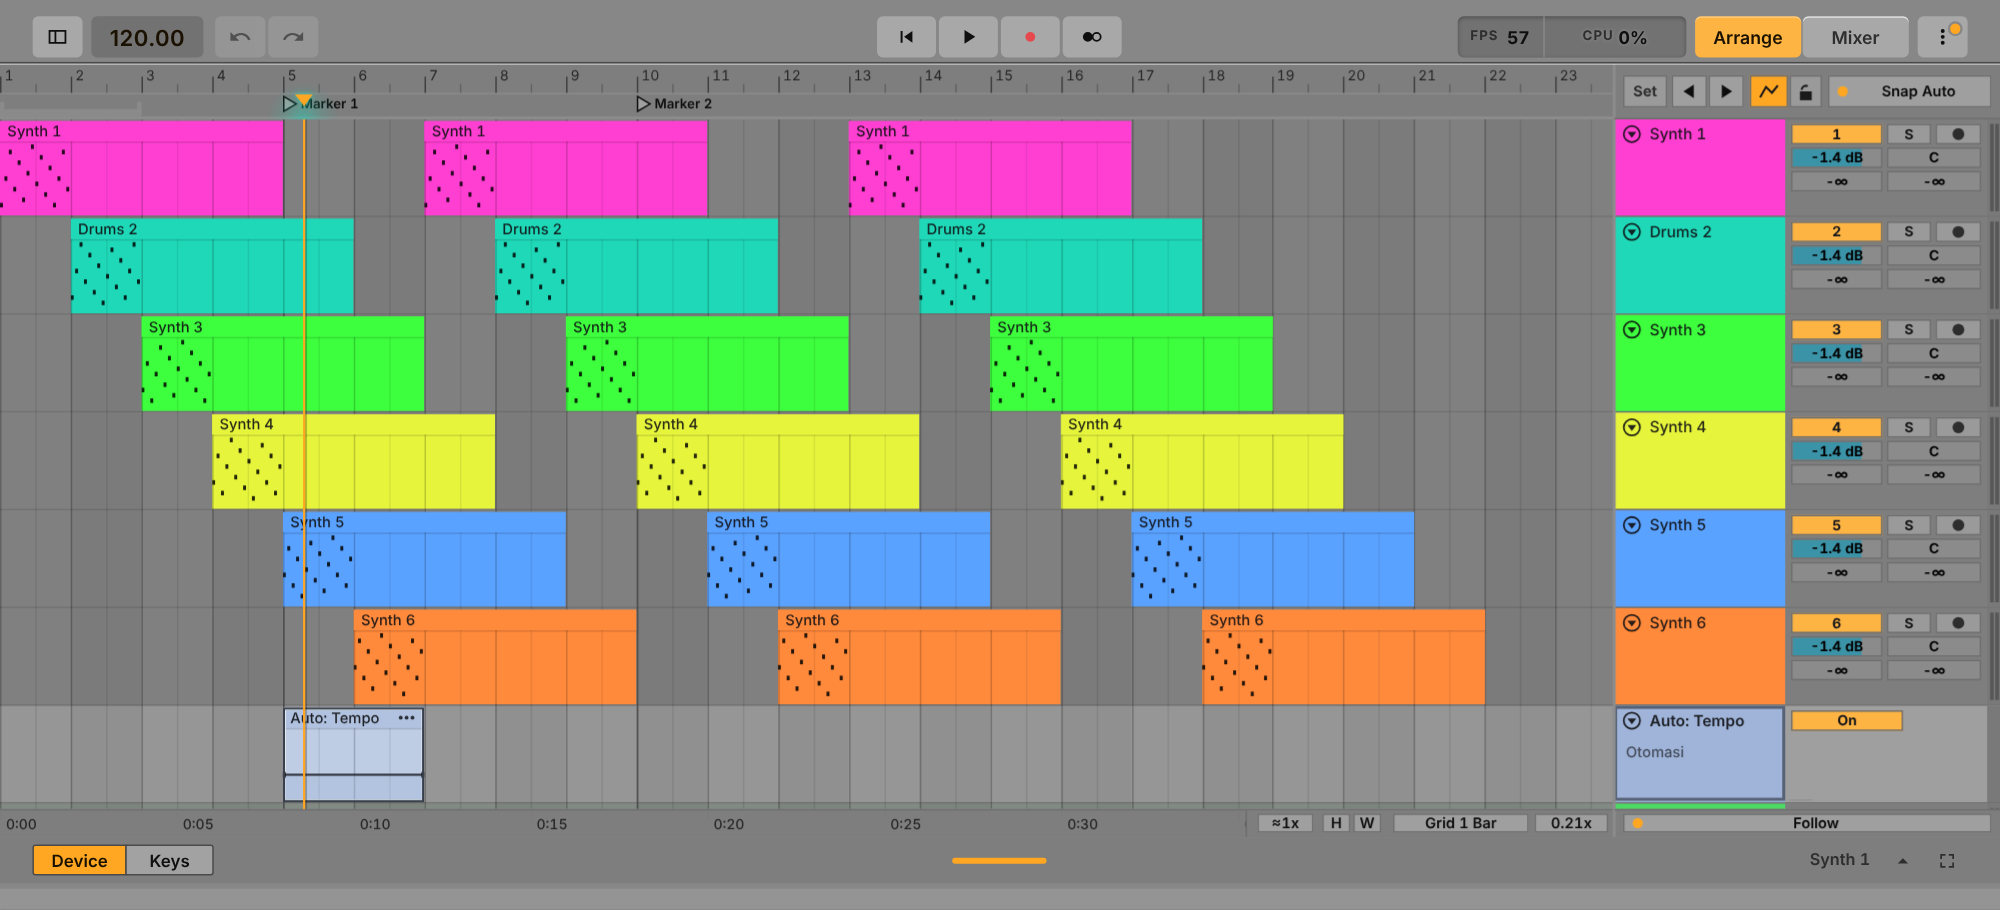 120.00
FPS 57 CPU 0% Arrange Mixer
1 2 3 4 5 6 7 8 9 10 11 12 13 14 15 16 17 18 19 20 21 22 23
Set Snap Auto
Marker 1 Marker 2
Synth 1 Synth 1 Synth 1 Synth 1 1 S
-1.4 dB C
-∞ -∞
Drums 2 Drums 2 Drums 2 Drums 2 2 S
-1.4 dB C
-∞ -∞
Synth 3 Synth 3 Synth 3 Synth 3 3 S
-1.4 dB C
-∞ -∞
Synth 4 Synth 4 Synth 4 Synth 4 4 S
-1.4 dB C
-∞ -∞
Synth 5 Synth 5 Synth 5 Synth 5 5 S
-1.4 dB C
-∞ -∞
Synth 6 Synth 6 Synth 6 Synth 6 6 S
-1.4 dB C
-∞ -∞
Auto: Tempo Auto: Tempo On
Otomasi
0:00 0:05 0:10 0:15 0:20 0:25 0:30 ≈1x H W Grid 1 Bar 0.21x Follow
Device Keys Synth 1